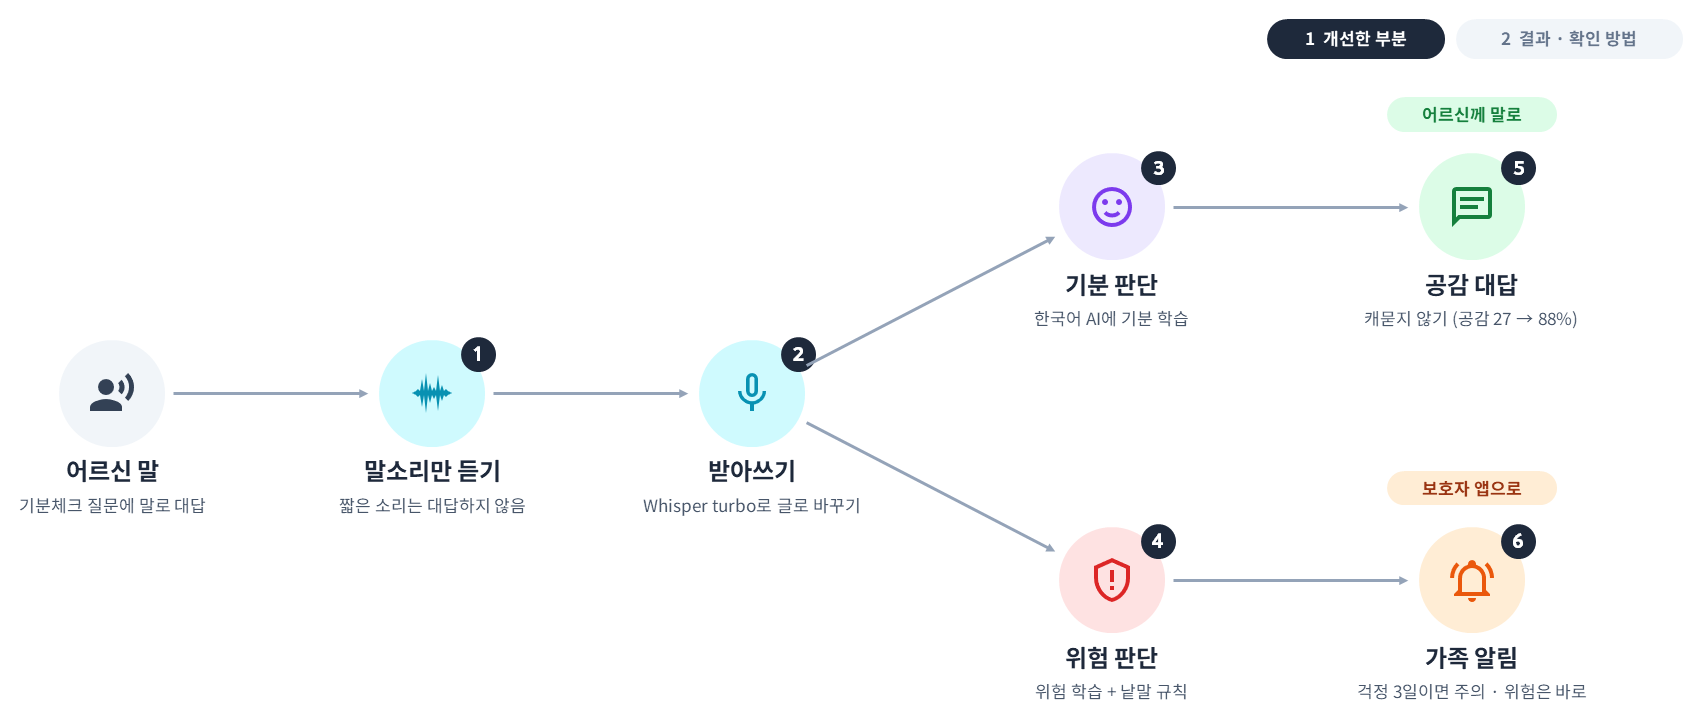 1 개선한 부분
2 결과 · 확인 방법
어르신께 말로
3
5
기분 판단
한국어 AI에 기분 학습
공감 대답
캐묻지 않기 (공감 27 → 88%)
1
2
어르신 말
기분체크 질문에 말로 대답
말소리만 듣기
짧은 소리는 대답하지 않음
받아쓰기
Whisper turbo로 글로 바꾸기
보호자 앱으로
4
6
위험 판단
위험 학습 + 낱말 규칙
가족 알림
걱정 3일이면 주의 · 위험은 바로